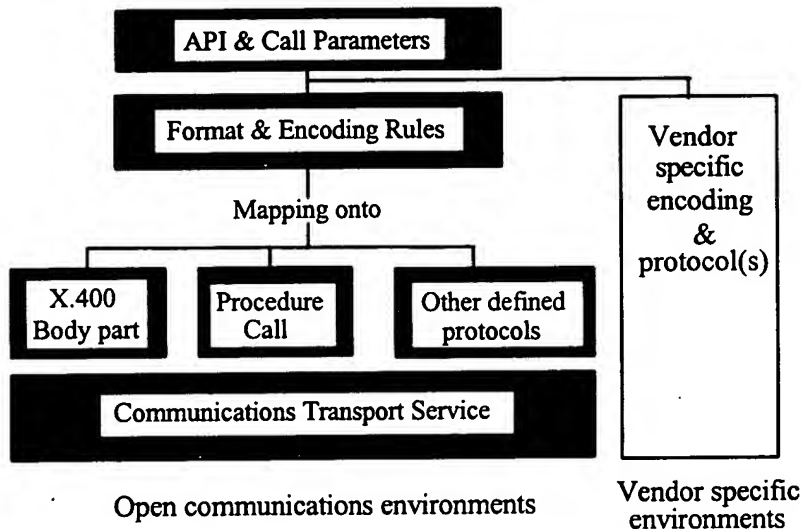 API & Call Parameters
Format & Encoding Rules
Mapping onto
X.400
Body part
Procedure
Call
Other defined
protocols
Communications Transport Service
Open communications environments
Vendor
specific
encoding
&
protocol(s)
Vendor specific
environments